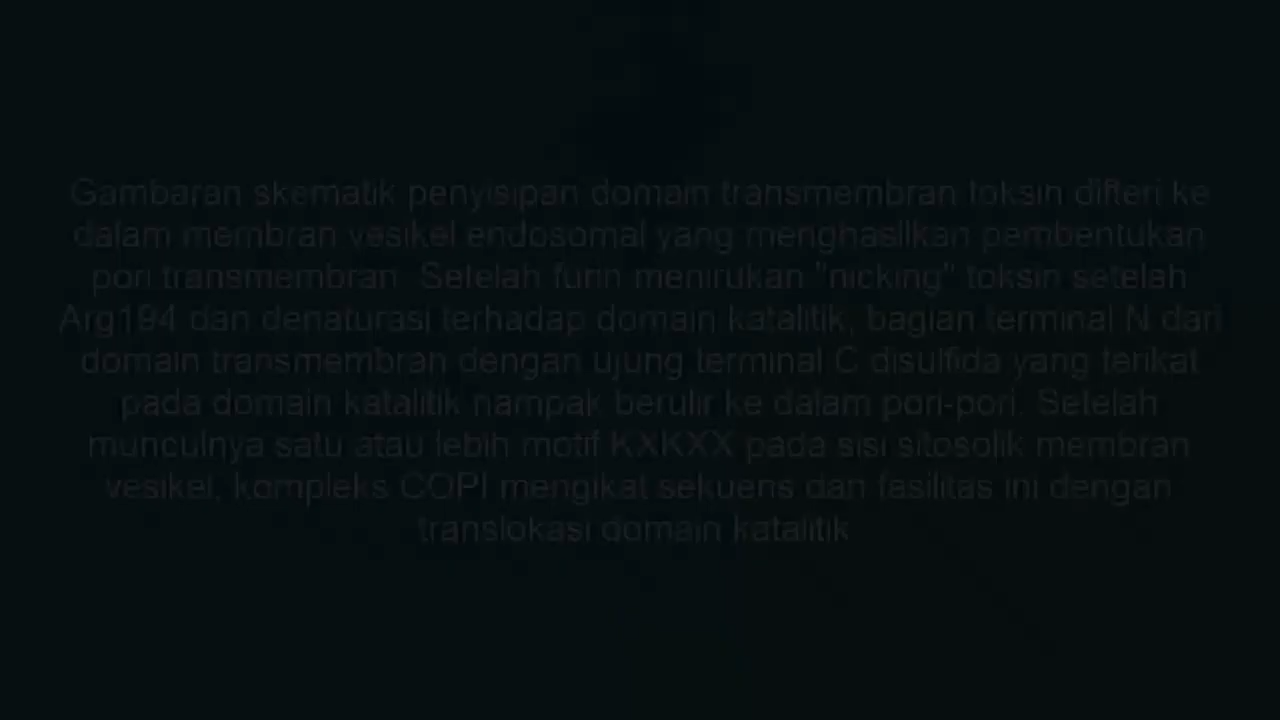 Gambaran skematik penyisipan domain transmembran toksin difteri ke
dalam membran vesikel endosomal yang menghasilkan pembentukan
pori transmembran. Setelah furin menirukan "nicking" toksin setelah
Arg194 dan denaturasi terhadap domain katalitik, bagian terminal N dari
domain transmembran dengan ujung terminal C disulfida yang terikat
pada domain katalitik nampak berulir ke dalam pori-pori. Setelah
munculnya satu atau lebih motif KXKXX pada sisi sitosolik membran
vesikel, kompleks COPI mengikat sekuens dan fasilitas ini dengan
translokasi domain katalitik